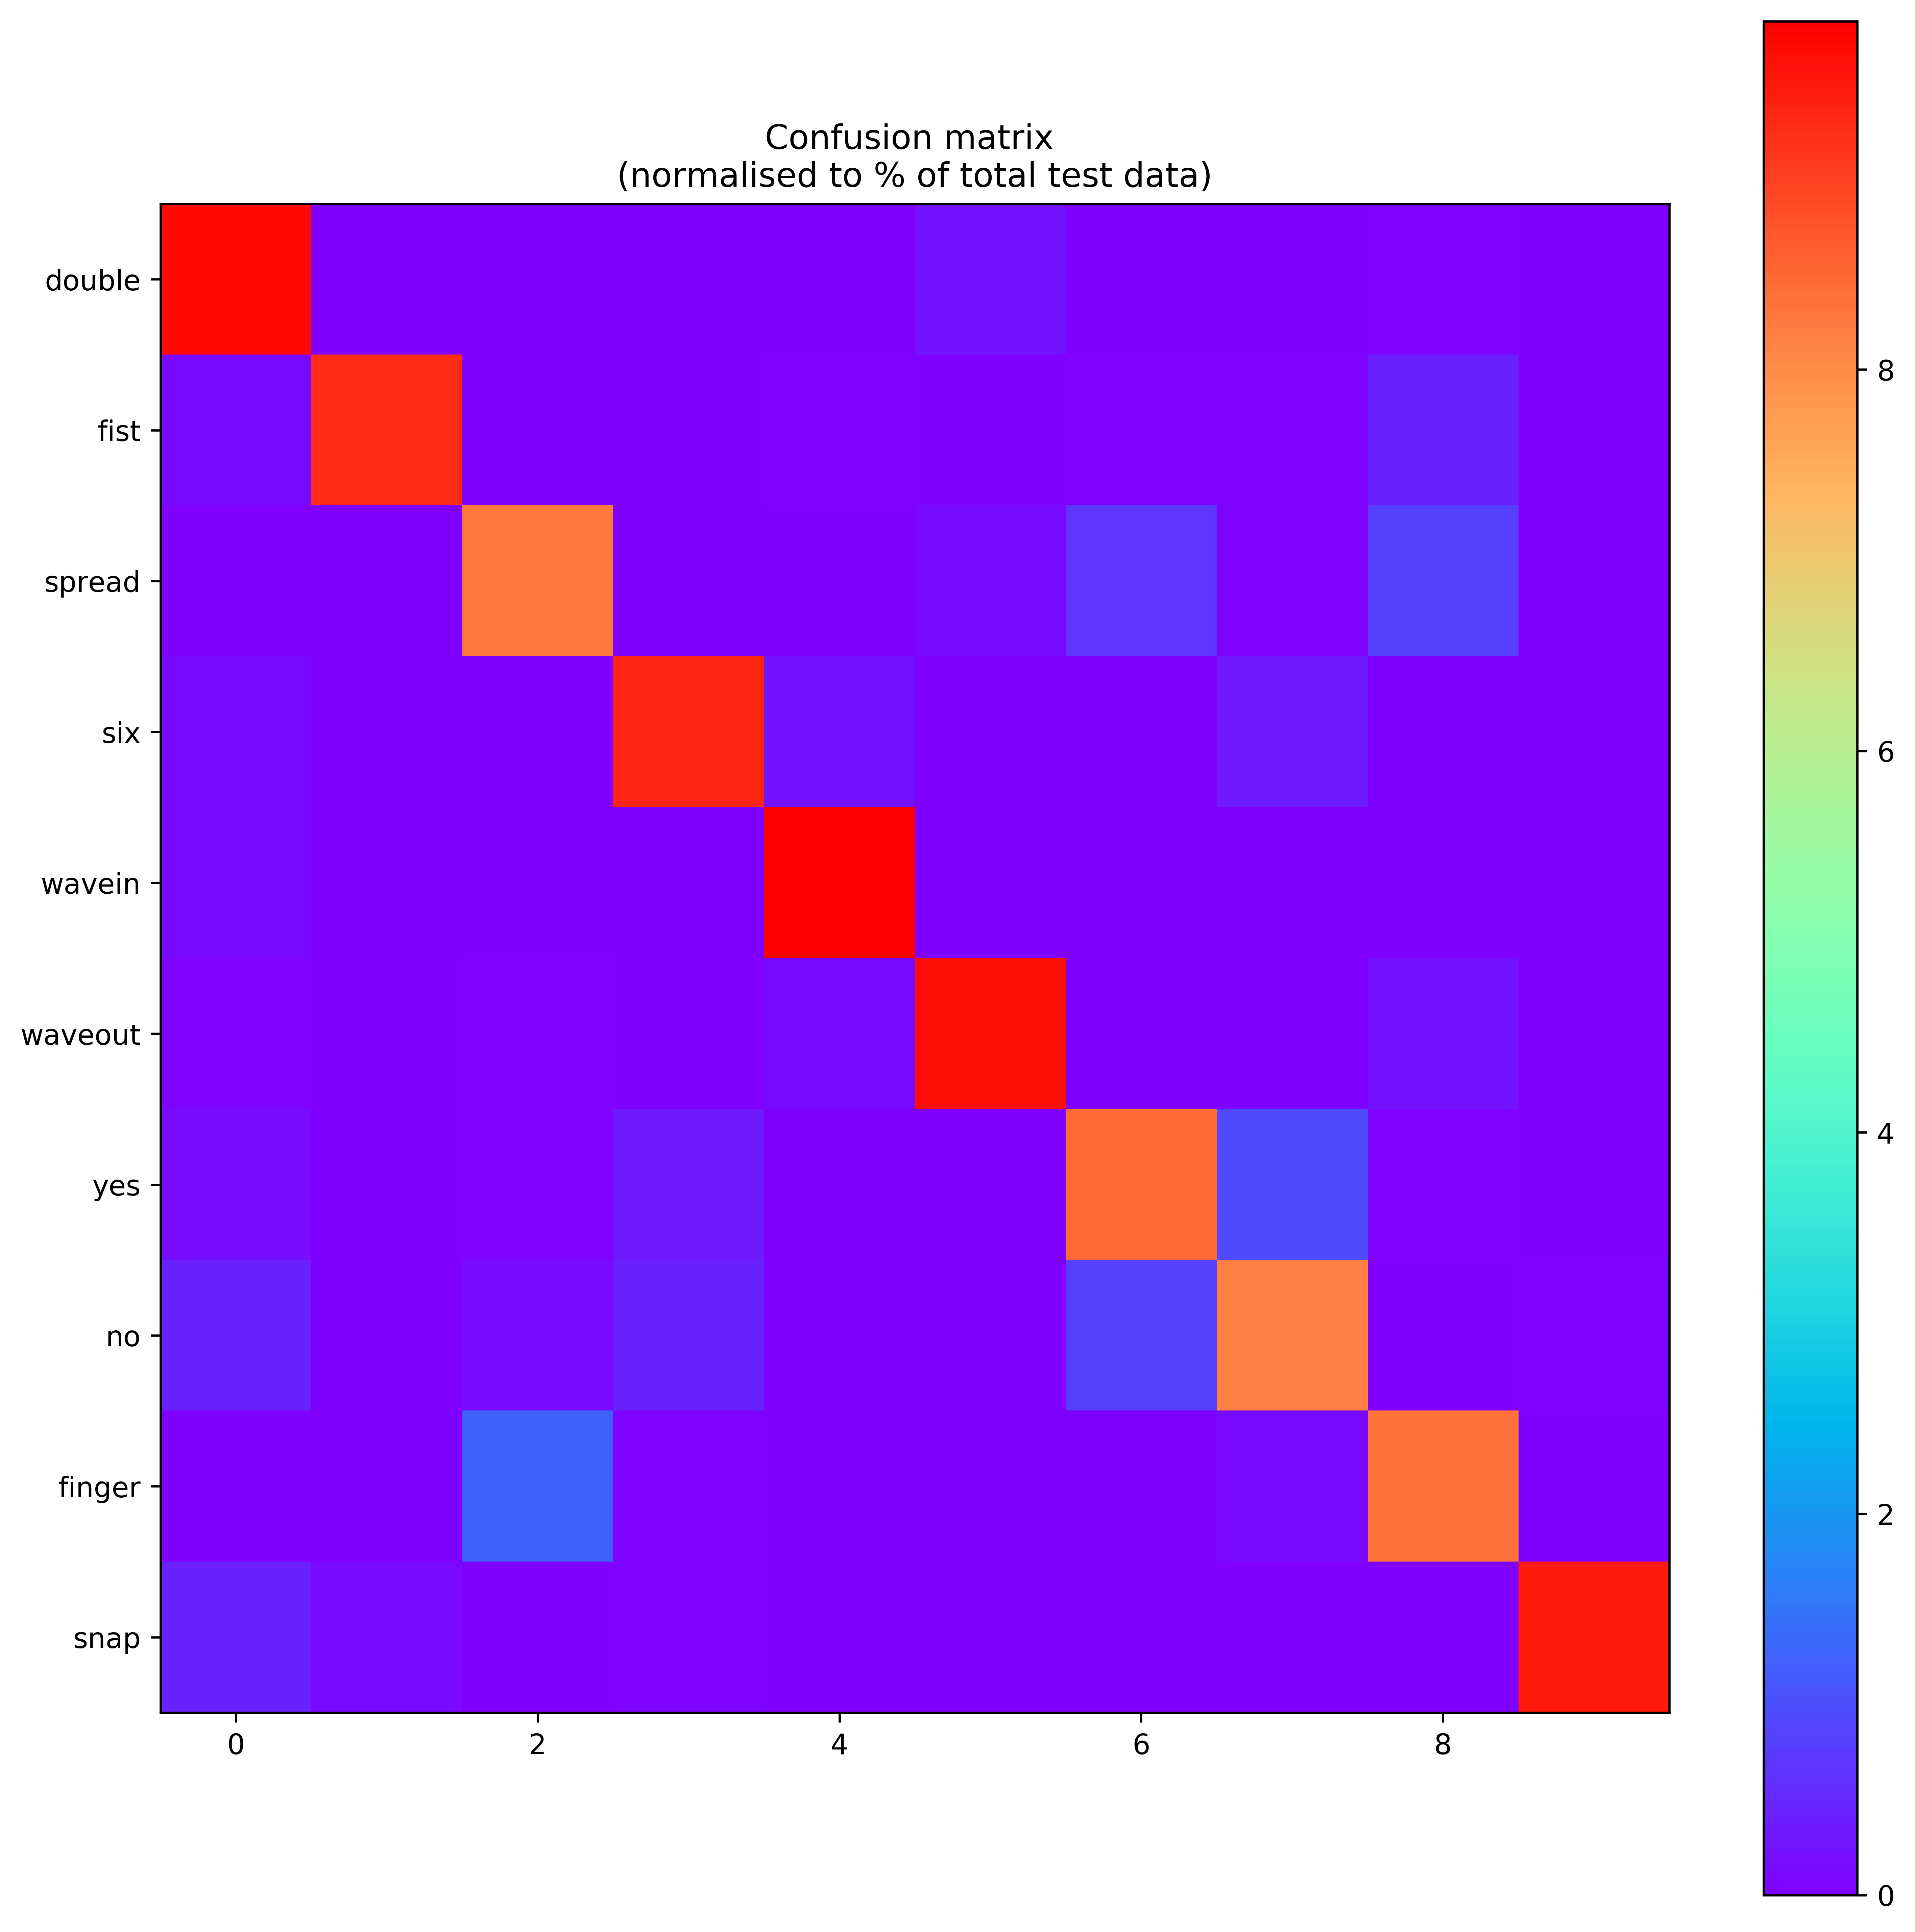 Confusion matrix
(normalised to % of total test data)
double
fist
spread
six
wavein
waveout
yes
no
finger
snap
0 2 4 6 8
8
6
4
2
0